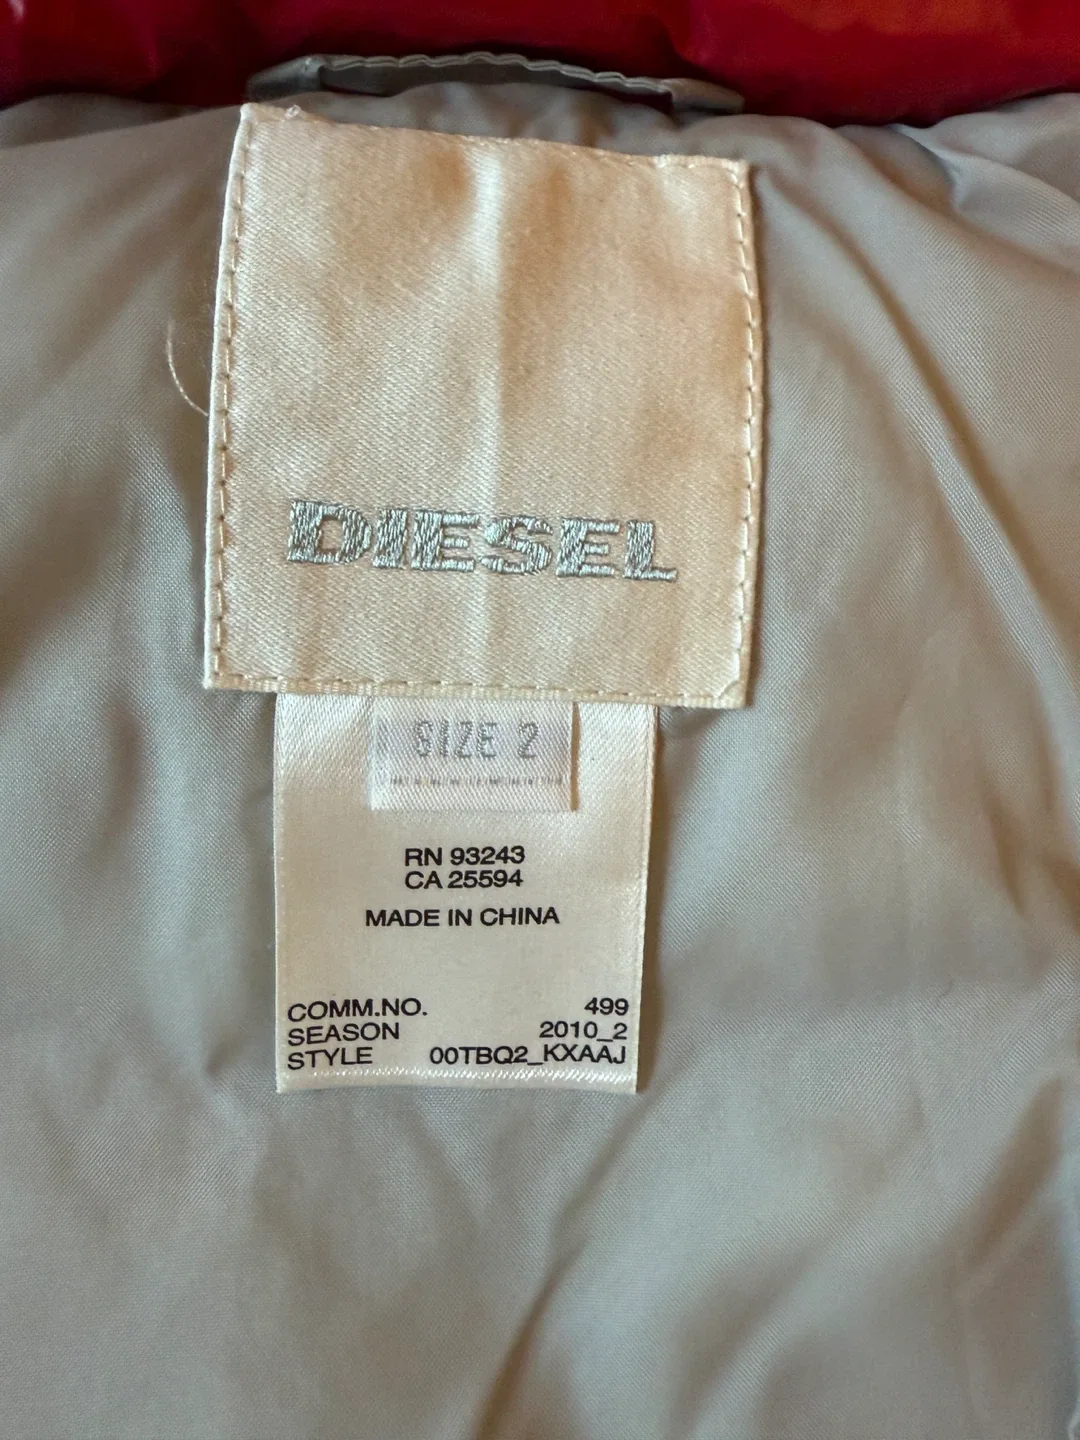 DIESEL
SIZE 2
RN 93243
CA 25594
MADE IN CHINA
COMM.NO. 499
SEASON 2010_2
STYLE 00TBQ2_KXAAJ